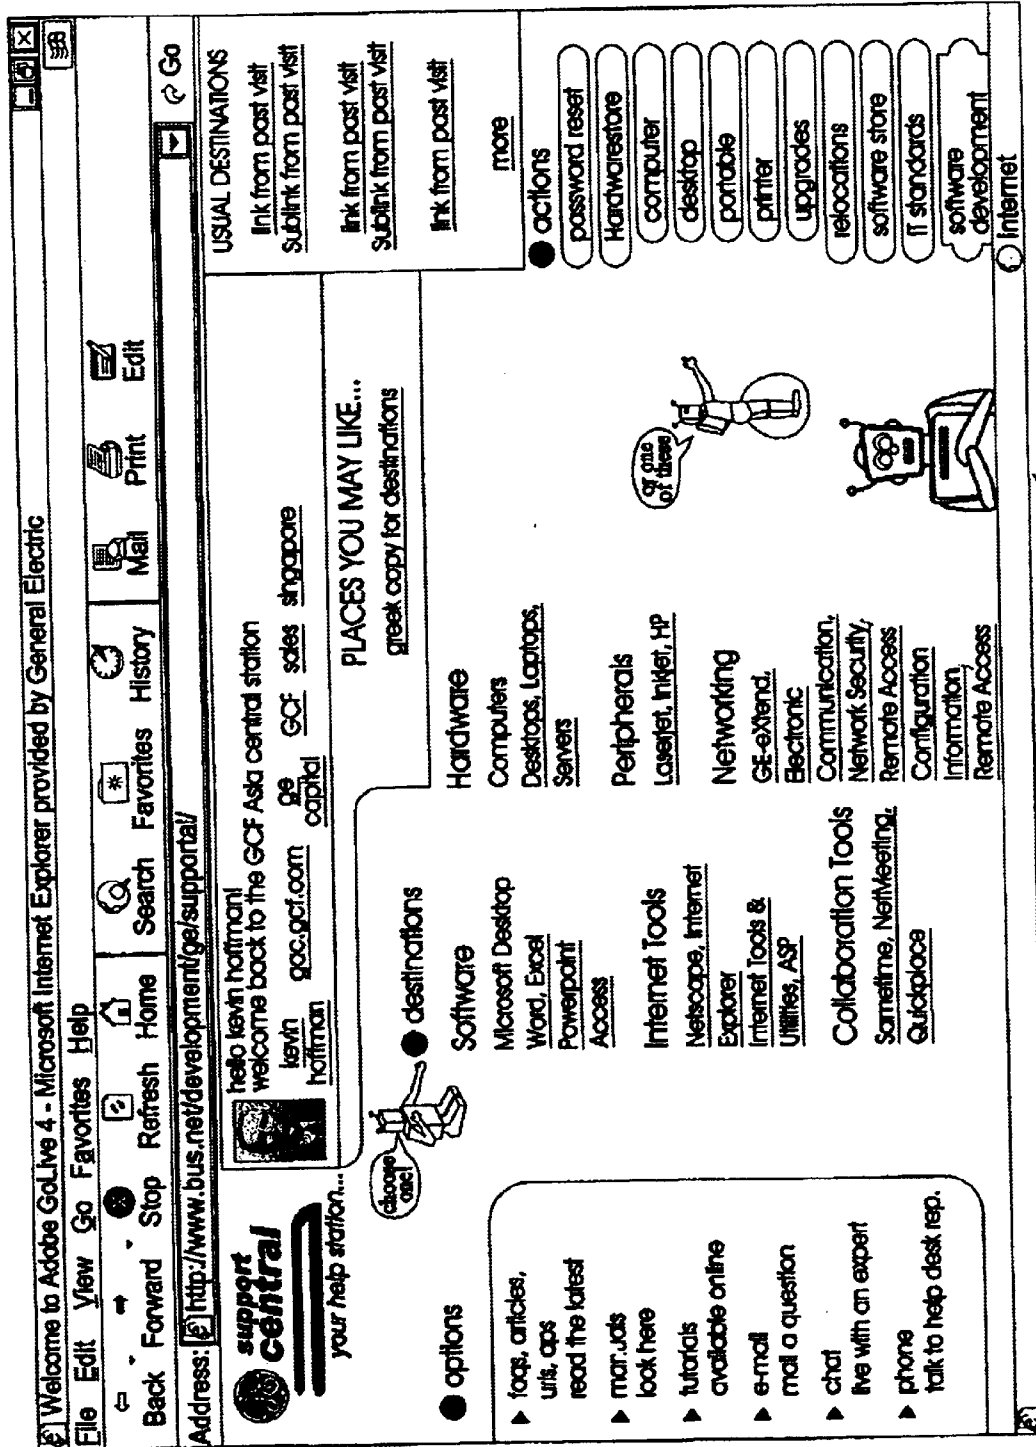 Welcome to Adobe GoLive 4 - Microsoft Internet Explorer provided by General Electric
File Edit View Go Favorites Help
Back Forward Stop Refresh Home Search Favorites History Mail Print Edit
Address: http://www.bus.net/development/ge/supportal/ Go
support
central
your help station...
hello kevin hoffman!
welcome back to the GCF Asia central station
kevin
hoffman
gcc.gcf.com
ge
capital
GCF
sales
singapore
PLACES YOU MAY LIKE...
greek copy for destinations
USUAL DESTINATIONS
link from past visit
Sublink from past visit
link from past visit
Sublink from past visit
link from past visit
more
options
faqs, articles,
urls, aps
read the latest
manuals
look here
tutorials
available online
e-mail
mail a question
chat
live with an expert
phone
talk to help desk rep.
choose
one!
destinations
Software
Microsoft Desktop
Word, Excel
Powerpoint
Access
Internet Tools
Netscape, Internet
Explorer
Internet Tools &
Utilities, ASP
Collaboration Tools
Sametime, NetMeeting,
Quickplace
Hardware
Computers
Desktops, Laptops,
Servers
Peripherals
Laserjet, Inkjet, HP
Networking
GE-eXtend,
Electronic
Communication,
Network Security,
Remote Access
Configuration
Information,
Remote Access
or one
of these
actions
password reset
Hardwarestore
computer
desktop
portable
printer
upgrades
relocations
software store
IT standards
software
development
Internet